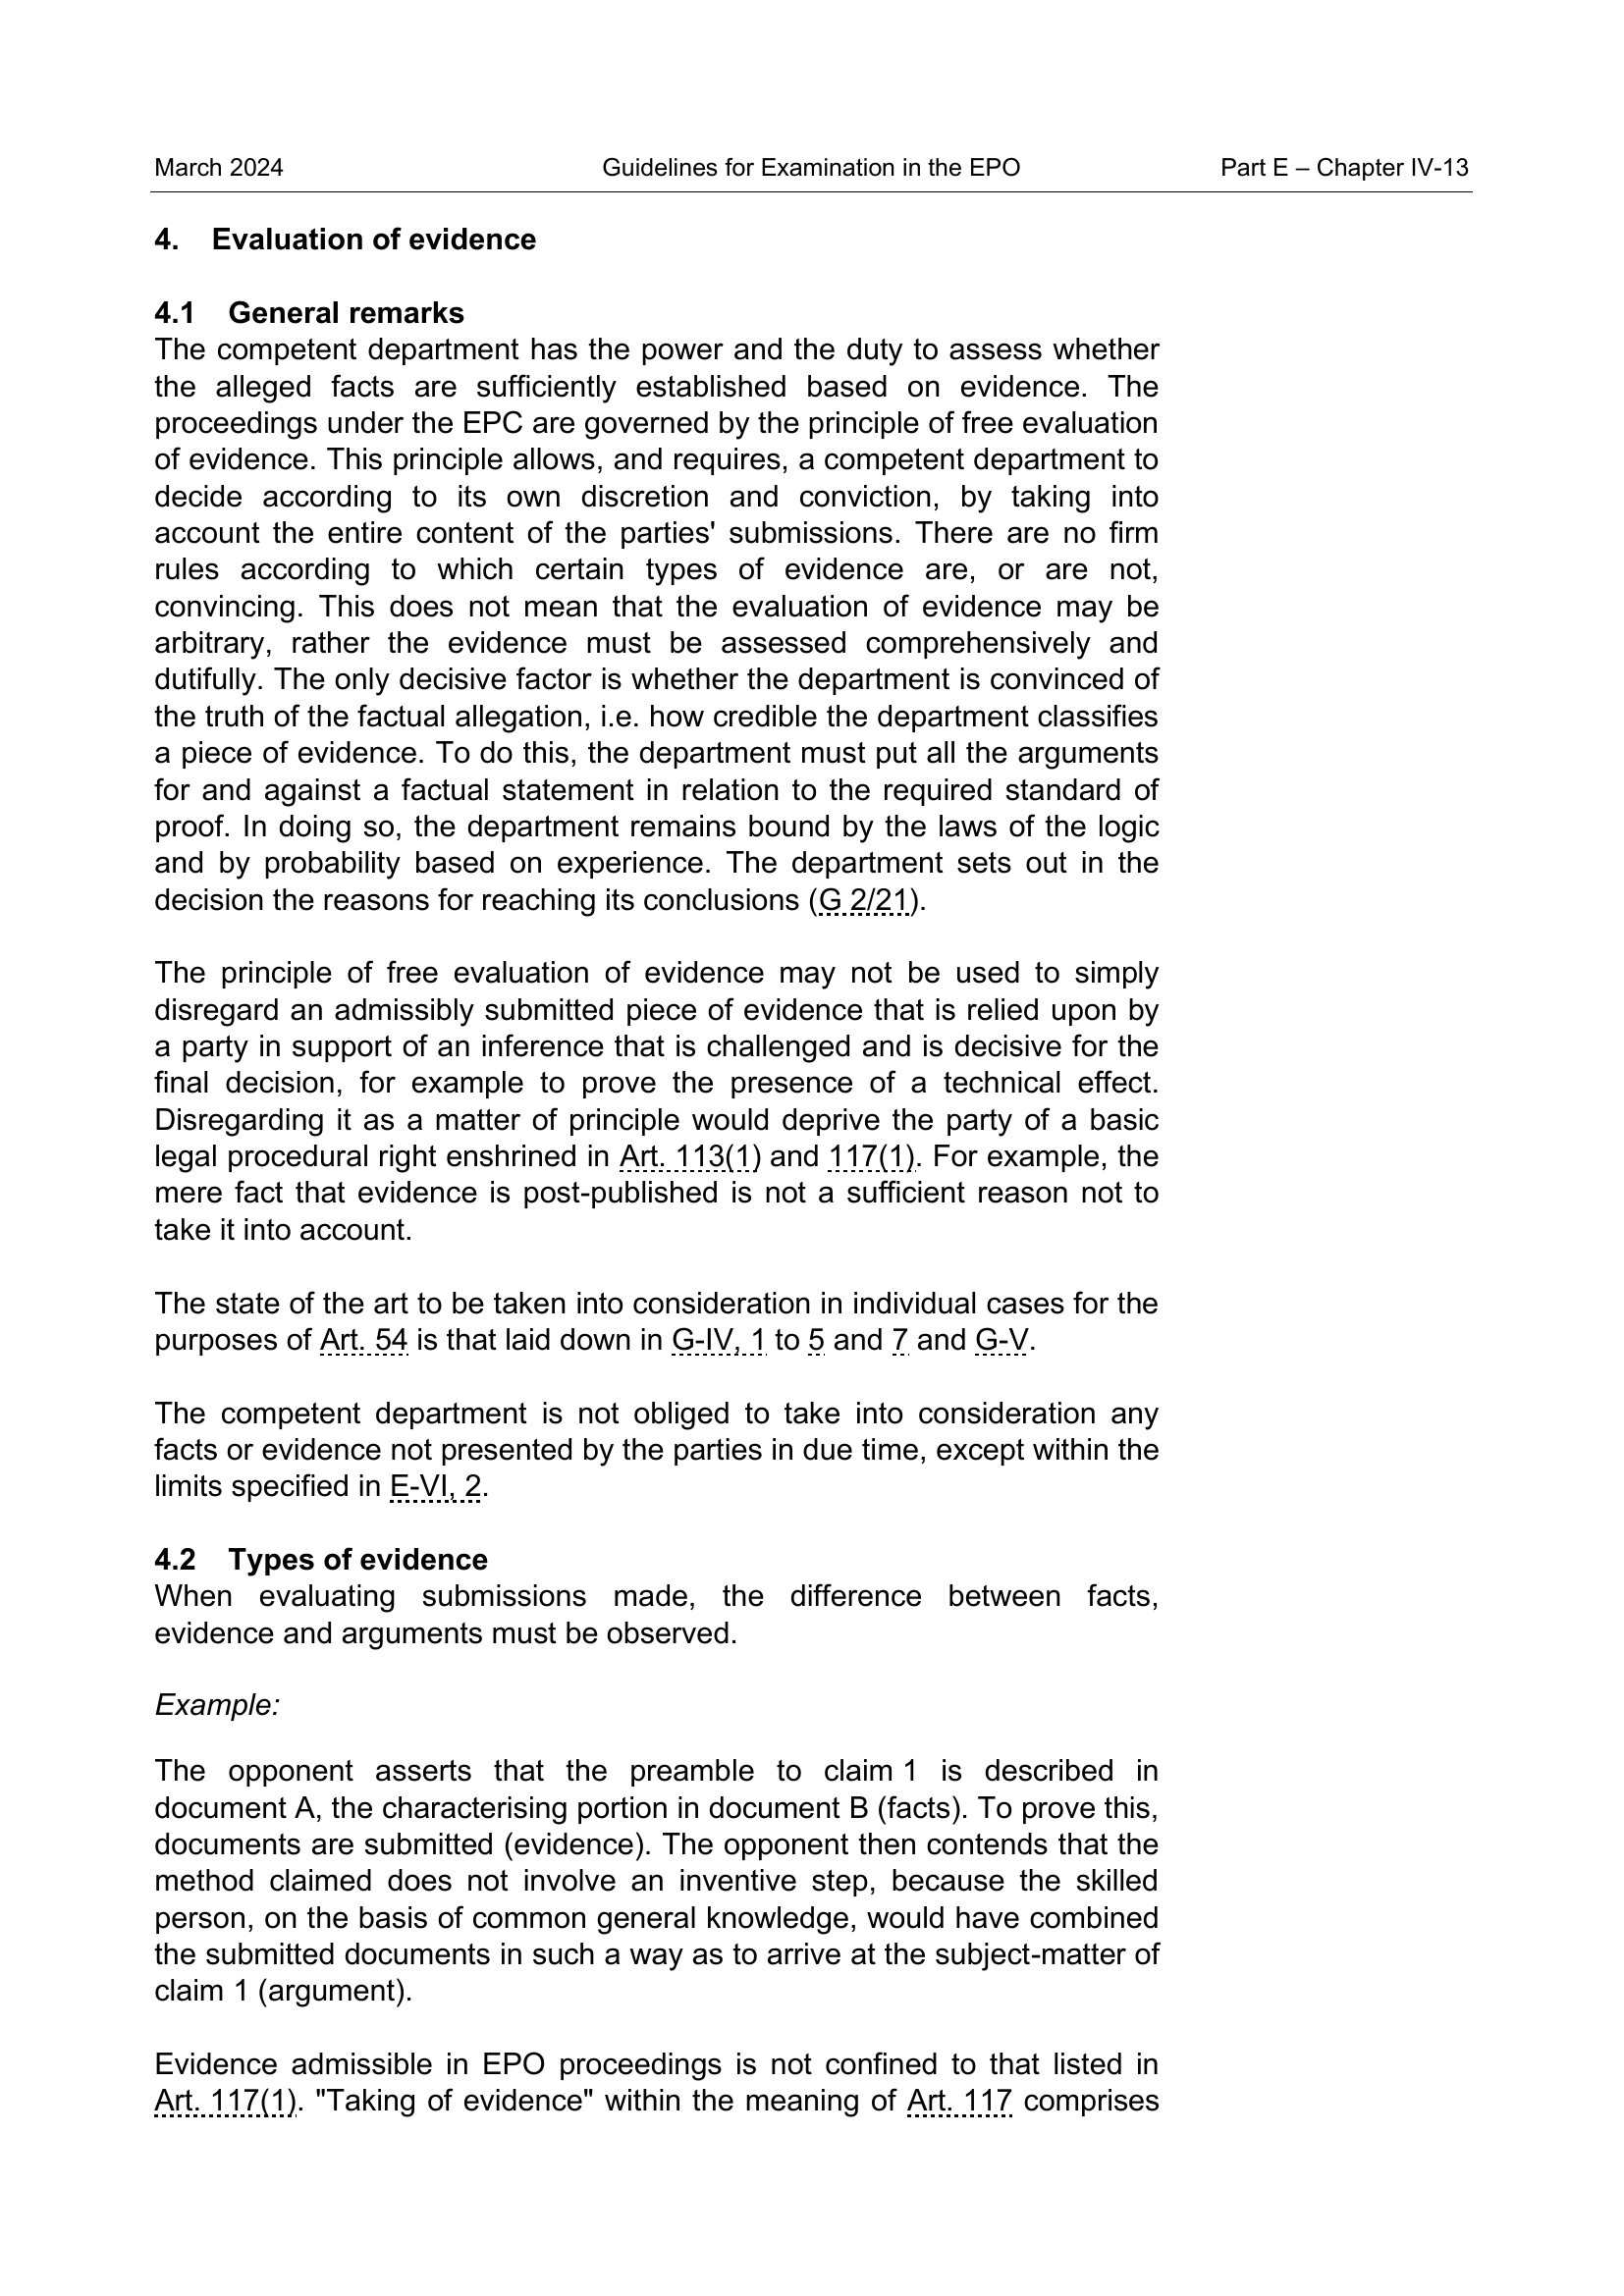 March 2024 Guidelines for Examination in the EPO Part E – Chapter IV-13
4. Evaluation of evidence
4.1 General remarks
The competent department has the power and the duty to assess whether
the alleged facts are sufficiently established based on evidence. The
proceedings under the EPC are governed by the principle of free evaluation
of evidence. This principle allows, and requires, a competent department to
decide according to its own discretion and conviction, by taking into
account the entire content of the parties' submissions. There are no firm
rules according to which certain types of evidence are, or are not,
convincing. This does not mean that the evaluation of evidence may be
arbitrary, rather the evidence must be assessed comprehensively and
dutifully. The only decisive factor is whether the department is convinced of
the truth of the factual allegation, i.e. how credible the department classifies
a piece of evidence. To do this, the department must put all the arguments
for and against a factual statement in relation to the required standard of
proof. In doing so, the department remains bound by the laws of the logic
and by probability based on experience. The department sets out in the
decision the reasons for reaching its conclusions (G 2/21).
The principle of free evaluation of evidence may not be used to simply
disregard an admissibly submitted piece of evidence that is relied upon by
a party in support of an inference that is challenged and is decisive for the
final decision, for example to prove the presence of a technical effect.
Disregarding it as a matter of principle would deprive the party of a basic
legal procedural right enshrined in Art. 113(1) and 117(1). For example, the
mere fact that evidence is post-published is not a sufficient reason not to
take it into account.
The state of the art to be taken into consideration in individual cases for the
purposes of Art. 54 is that laid down in G-IV, 1 to 5 and 7 and G-V.
The competent department is not obliged to take into consideration any
facts or evidence not presented by the parties in due time, except within the
limits specified in E-VI, 2.
4.2 Types of evidence
When evaluating submissions made, the difference between facts,
evidence and arguments must be observed.
Example:
The opponent asserts that the preamble to claim 1 is described in
document A, the characterising portion in document B (facts). To prove this,
documents are submitted (evidence). The opponent then contends that the
method claimed does not involve an inventive step, because the skilled
person, on the basis of common general knowledge, would have combined
the submitted documents in such a way as to arrive at the subject-matter of
claim 1 (argument).
Evidence admissible in EPO proceedings is not confined to that listed in
Art. 117(1). "Taking of evidence" within the meaning of Art. 117 comprises